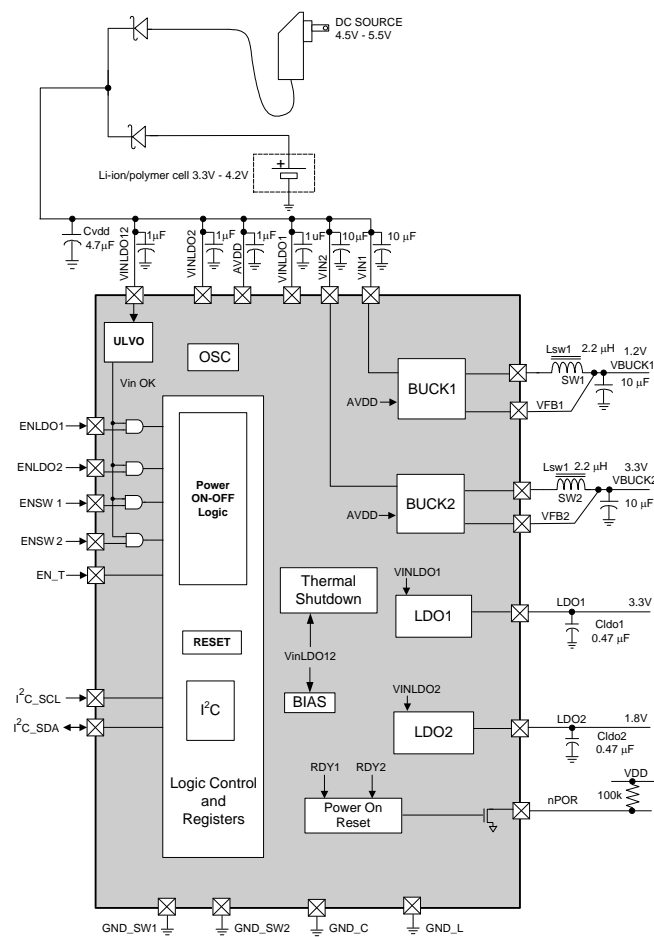 DC SOURCE
4.5V - 5.5V
Li-ion/polymer cell 3.3V - 4.2V
+
Cvdd
4.7µF
VINLDO12
1µF
VINLDO2
1µF
AVDD
1µF
VINLDO1
1uF
VIN2
10µF
VIN1
10 µF
ULVO
OSC
Vin OK
BUCK1
AVDD
Lsw1 2.2 µH
1.2V
VBUCK1
SW1
10 µF
VFB1
ENLDO1
ENLDO2
ENSW 1
ENSW 2
EN_T
Power
ON-OFF
Logic
BUCK2
AVDD
Lsw1 2.2 µH
3.3V
VBUCK2
SW2
10 µF
VFB2
Thermal
Shutdown
VINLDO1
LDO1
LDO1
3.3V
Cldo1
0.47 µF
RESET
VinLDO12
BIAS
I2C_SCL
I2C_SDA
I2C
VINLDO2
LDO2
LDO2
1.8V
Cldo2
0.47 µF
Logic Control
and
Registers
RDY1
RDY2
Power On
Reset
VDD
100k
nPOR
GND_SW1
GND_SW2
GND_C
GND_L